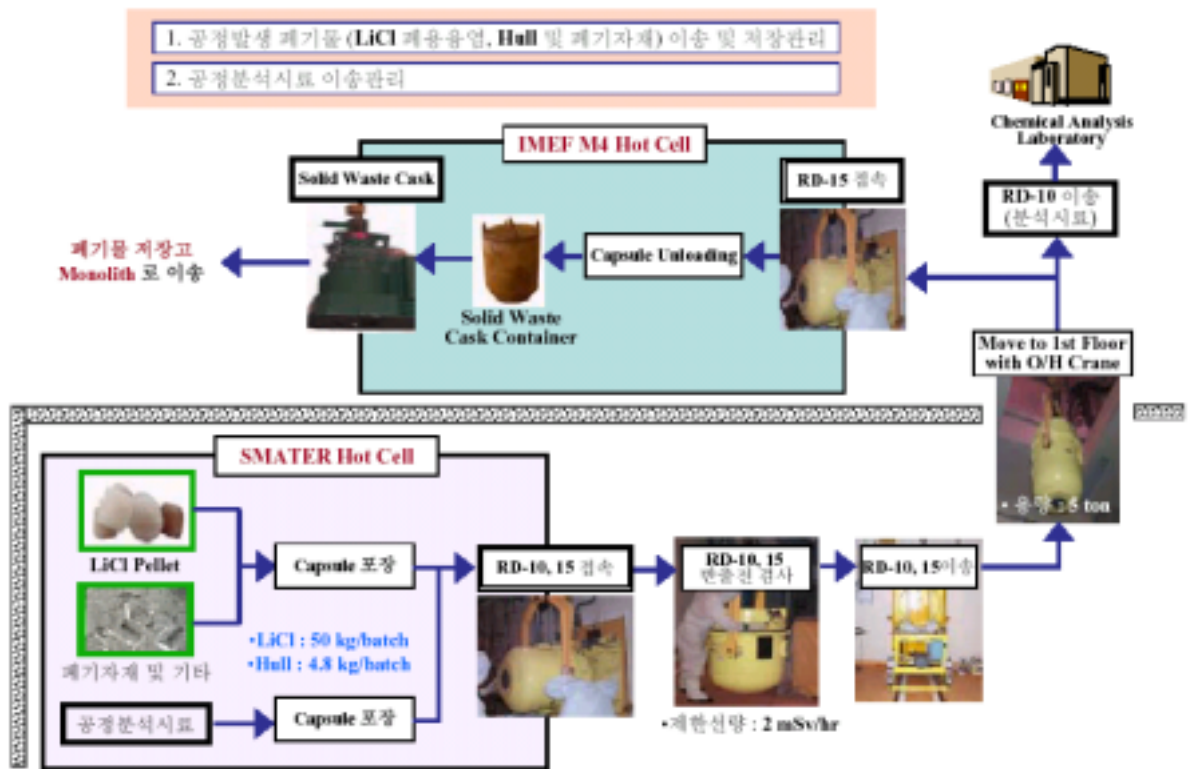 1. 공정발생 폐기물 (LiCl 폐용융염, Hull 및 폐기자재) 이송 및 저장관리
2. 공정분석시료 이송관리
Chemical Analysis
Laboratory
IMEF M4 Hot Cell
Solid Waste Cask
RD-15 접속
RD-10 이송
(분석시료)
폐기물 저장고
Monolith 로 이송
Capsule Unloading
Solid Waste
Cask Container
Move to 1st Floor
with O/H Crane
SMATER Hot Cell
•용량 : 5 ton
LiCl Pellet
Capsule 포장
RD-10, 15 접속
RD-10, 15
반출전 검사
RD-10, 15이송
•LiCl : 50 kg/batch
•Hull : 4.8 kg/batch
폐기자재 및 기타
공정분석시료
Capsule 포장
•제한선량 : 2 mSv/hr